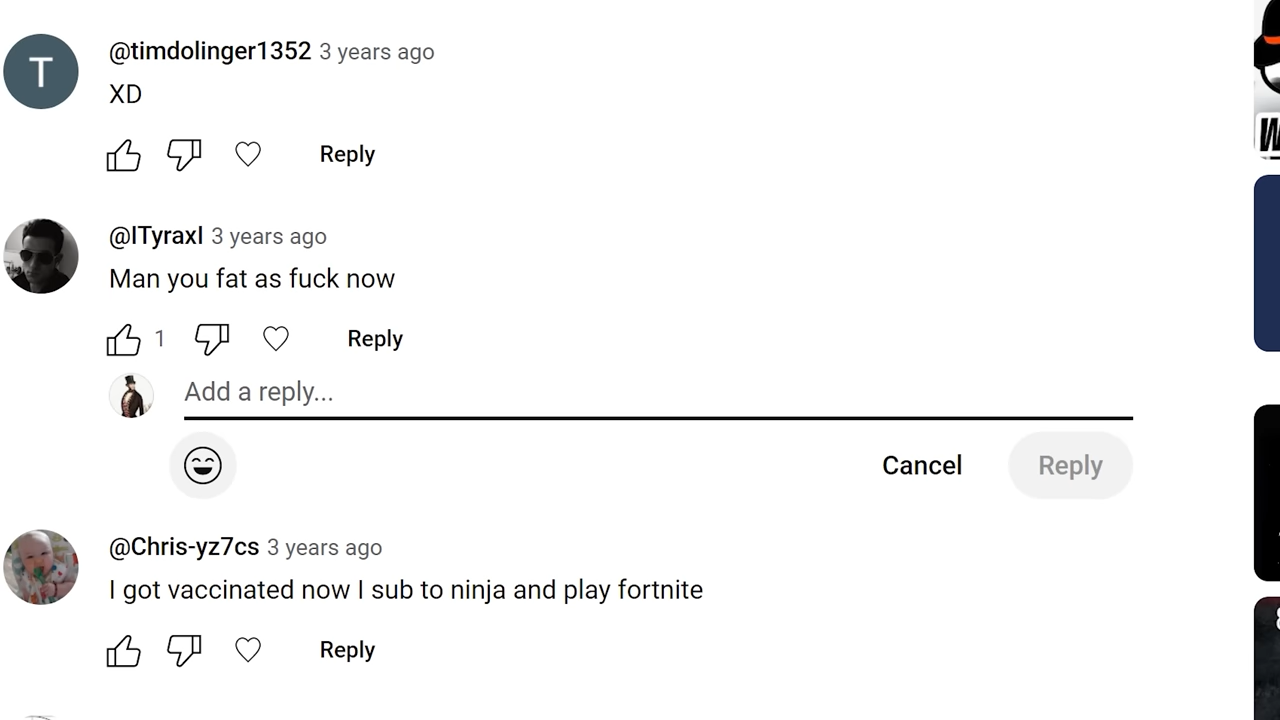 @timdolinger1352 3 years ago
XD
Reply
@ITyraxI 3 years ago
Man you fat as fuck now
1
Reply
Add a reply...
Cancel
Reply
@Chris-yz7cs 3 years ago
I got vaccinated now I sub to ninja and play fortnite
Reply
T
W